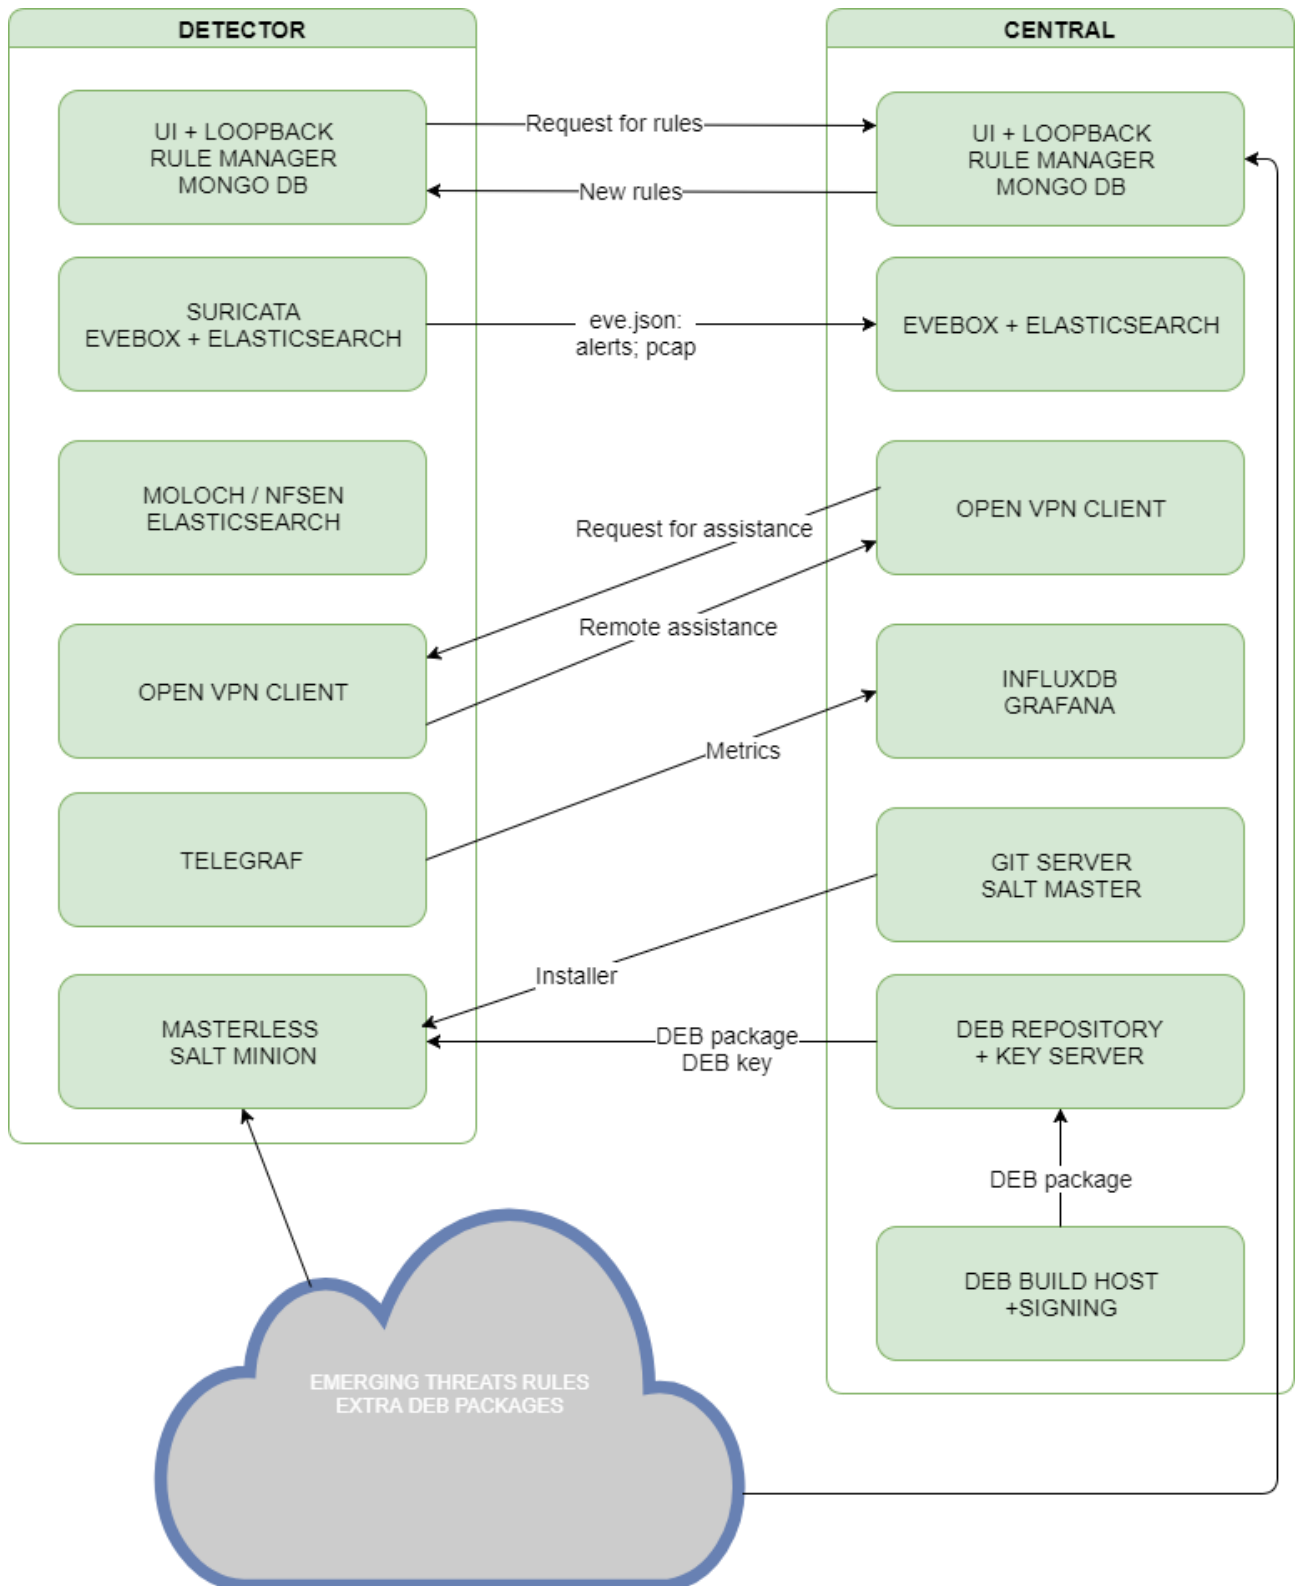 DETECTOR
CENTRAL
UI + LOOPBACK
RULE MANAGER
MONGO DB
Request for rules
New rules
UI + LOOPBACK
RULE MANAGER
MONGO DB
SURICATA
EVEBOX + ELASTICSEARCH
eve.json:
alerts; pcap
EVEBOX + ELASTICSEARCH
MOLOCH / NFSEN
ELASTICSEARCH
OPEN VPN CLIENT
Request for assistance
Remote assistance
OPEN VPN CLIENT
INFLUXDB
GRAFANA
Metrics
TELEGRAF
GIT SERVER
SALT MASTER
Installer
MASTERLESS
SALT MINION
DEB package
DEB key
DEB REPOSITORY
+ KEY SERVER
DEB package
DEB BUILD HOST
+SIGNING
EMERGING THREATS RULES
EXTRA DEB PACKAGES